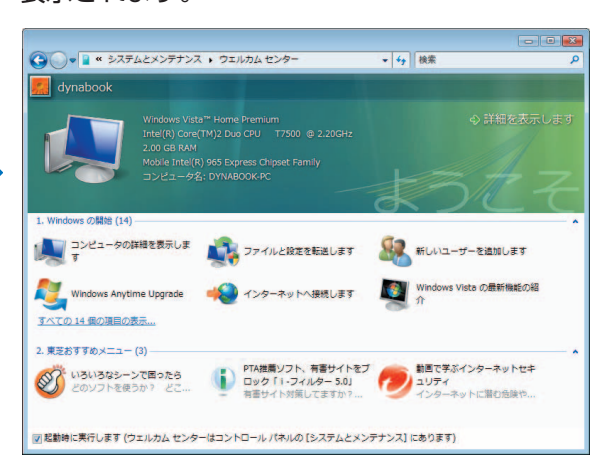 表示されます。
« システムとメンテナンス ▸ ウェルカム センター
検索
dynabook
Windows Vista™ Home Premium
Intel(R) Core(TM)2 Duo CPU T7500 @ 2.20GHz
2.00 GB RAM
Mobile Intel(R) 965 Express Chipset Family
コンピュータ名: DYNABOOK-PC
詳細を表示します
ようこそ
1. Windows の開始 (14)
コンピュータの詳細を表示しま
す
ファイルと設定を転送します
新しいユーザーを追加します
Windows Anytime Upgrade
インターネットへ接続します
Windows Vista の最新機能の紹
介
すべての 14 個の項目の表示...
2. 東芝おすすめメニュー (3)
いろいろなシーンで困ったら
どのソフトを使うか? どこ...
PTA推薦ソフト、有害サイトをブ
ロック「i-フィルター 5.0」
有害サイト対策してますか?...
動画で学ぶインターネットセキ
ュリティ
インターネットに潜む危険や...
起動時に実行します (ウェルカム センターはコントロール パネルの [システムとメンテナンス] にあります)